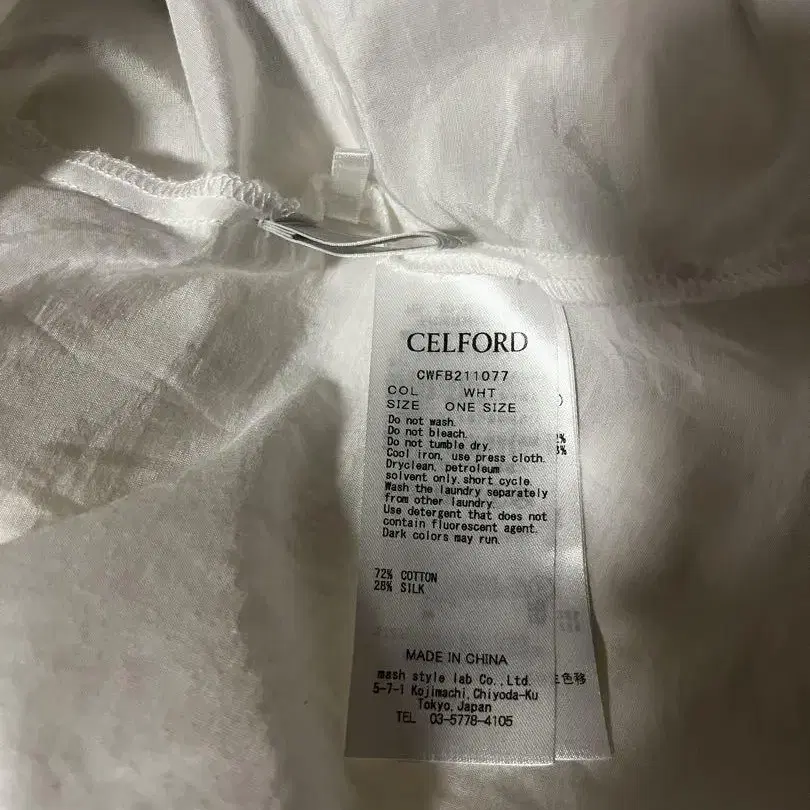 CELFORD
CWFB211077
COL WHT
SIZE ONE SIZE
Do not wash.
Do not bleach.
Do not tumble dry.
Cool iron, use press cloth.
Dryclean, petroleum
solvent only.short cycle.
Wash the laundry separately
from other laundry.
Use detergent that does not
contain fluorescent agent.
Dark colors may run.
72% COTTON
28% SILK
MADE IN CHINA
mash style lab Co.,Ltd.
5-7-1 Kojimachi,Chiyoda-Ku
Tokyo,Japan
TEL 03-5778-4105
色移